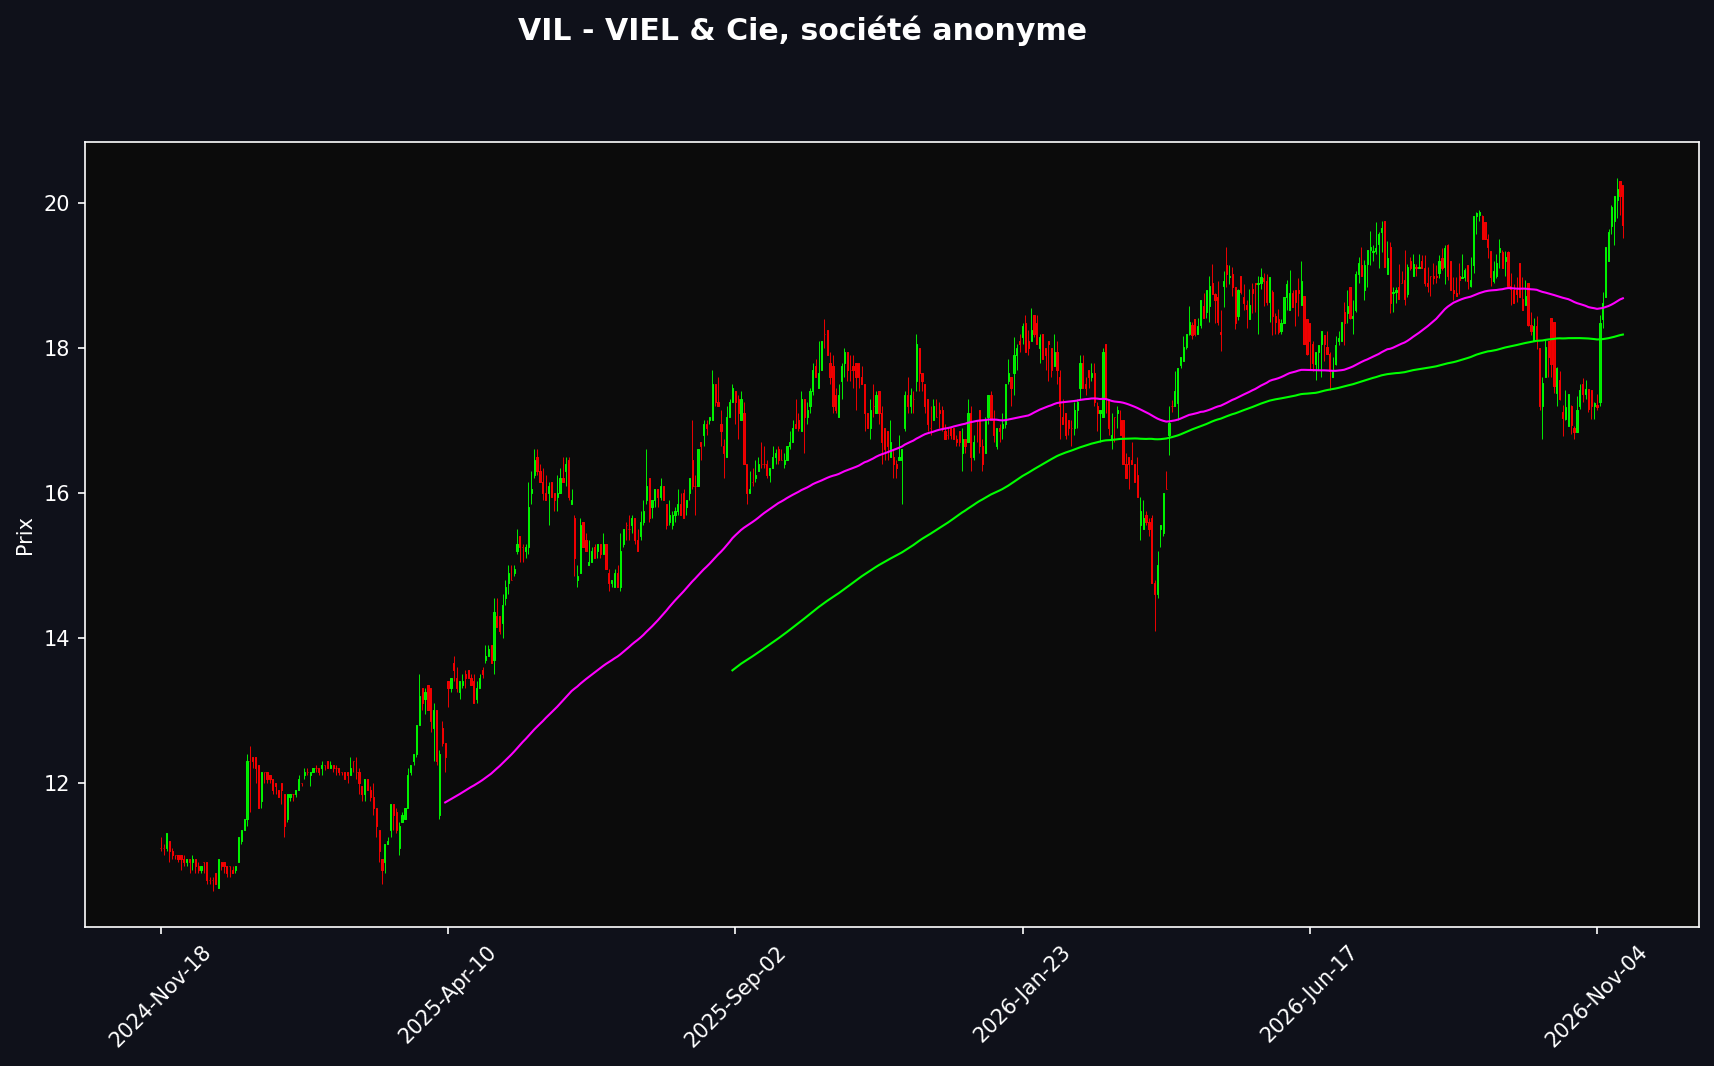 VIL - VIEL & Cie, société anonyme
Prix
20
18
16
14
12
2024-Nov-18
2025-Apr-10
2025-Sep-02
2026-Jan-23
2026-Jun-17
2026-Nov-04